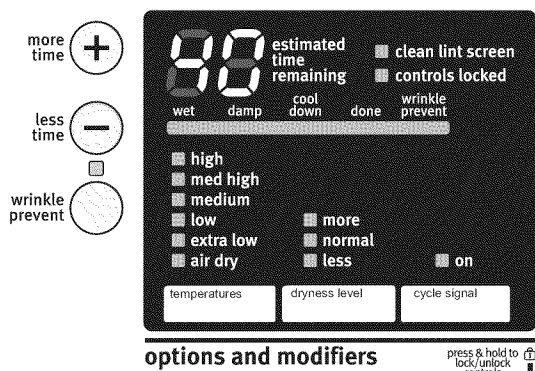 more
time
less
time
wrinkle
prevent
40
estimated
time
remaining
clean lint screen
controls locked
wet
damp
cool
down
done
wrinkle
prevent
high
med high
medium
low
extra low
air dry
more
normal
less
on
temperatures
dryness level
cycle signal
options and modifiers
press & hold to
lock/unlock
controls